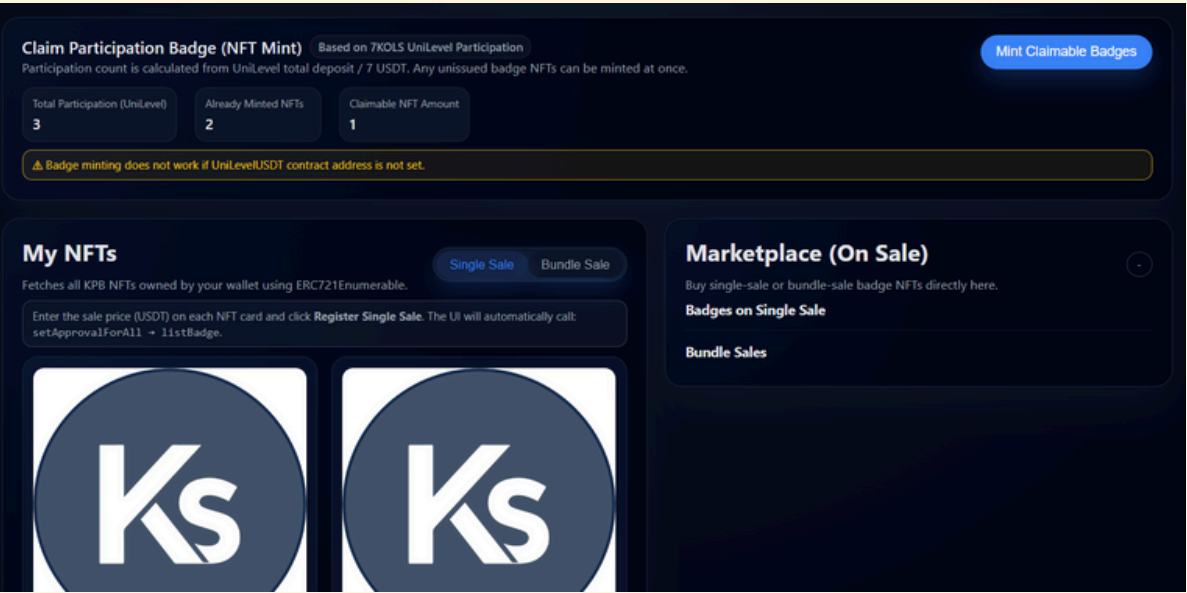 Claim Participation Badge (NFT Mint) Based on 7KOLS UniLevel Participation
Mint Claimable Badges
Participation count is calculated from UniLevel total deposit / 7 USDT. Any unissued badge NFTs can be minted at once.
Total Participation (UniLevel)
3
Already Minted NFTs
2
Claimable NFT Amount
1
⚠ Badge minting does not work if UniLevelUSDT contract address is not set.
My NFTs
Single Sale Bundle Sale
Fetches all KPB NFTs owned by your wallet using ERC721Enumerable.
Enter the sale price (USDT) on each NFT card and click Register Single Sale. The UI will automatically call:
setApprovalForAll → listBadge.
Ks
Ks
Marketplace (On Sale)
-
Buy single-sale or bundle-sale badge NFTs directly here.
Badges on Single Sale
Bundle Sales